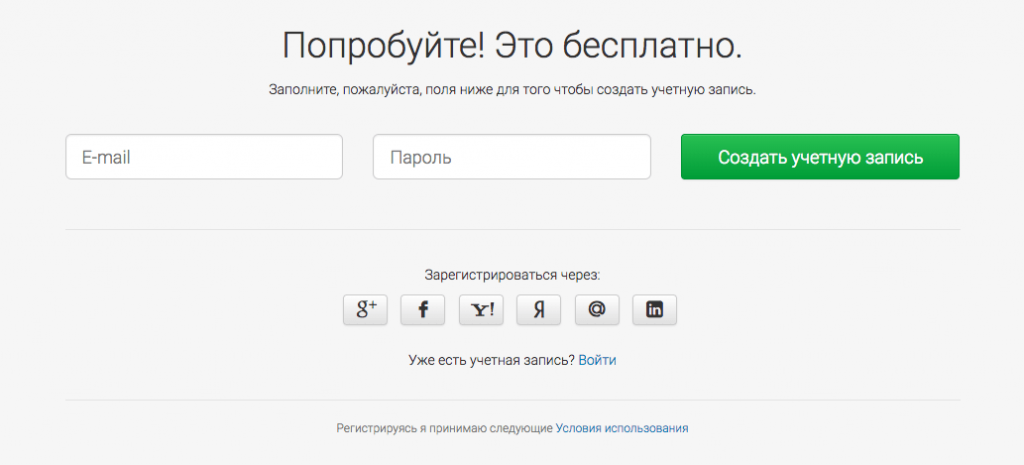 Попробуйте! Это бесплатно.
Заполните, пожалуйста, поля ниже для того чтобы создать учетную запись.
E-mail Пароль Создать учетную запись
Зарегистрироваться через:
g+ f Y! Я @ in
Уже есть учетная запись? Войти
Регистрируясь я принимаю следующие Условия использования